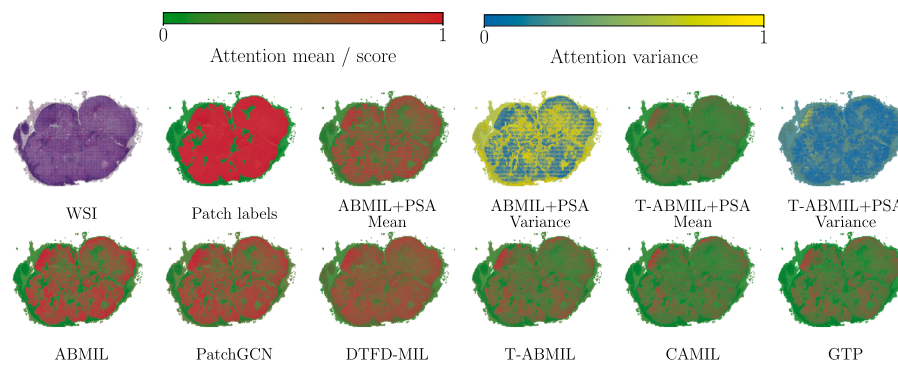 0 1 0 1
Attention mean / score Attention variance
WSI Patch labels ABMIL+PSA ABMIL+PSA T-ABMIL+PSA T-ABMIL+PSA
Mean Variance Mean Variance
ABMIL PatchGCN DTFD-MIL T-ABMIL CAMIL GTP